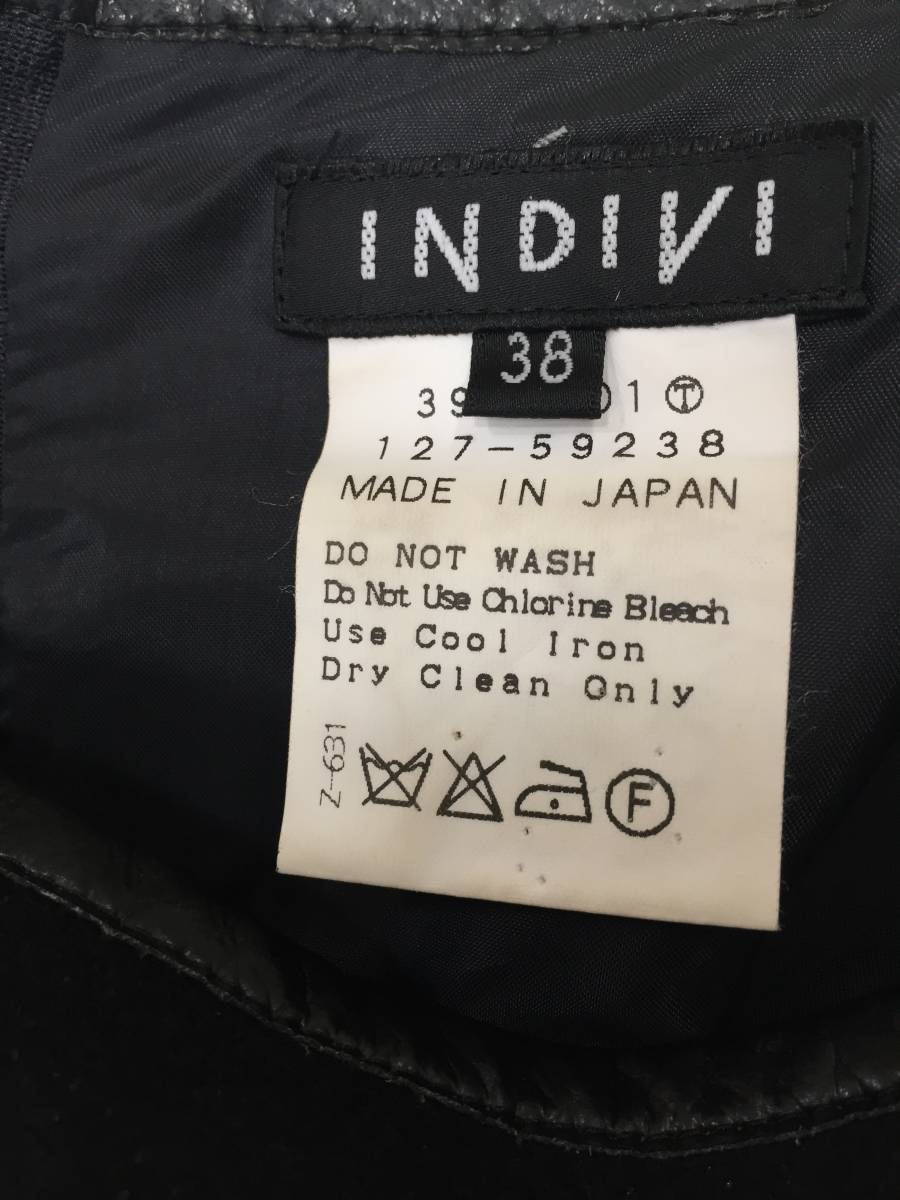 INDIVI
38
39 01 Ⓣ
127-59238
MADE IN JAPAN
DO NOT WASH
Do Not Use Chlorine Bleach
Use Cool Iron
Dry Clean Only
Z-631
F